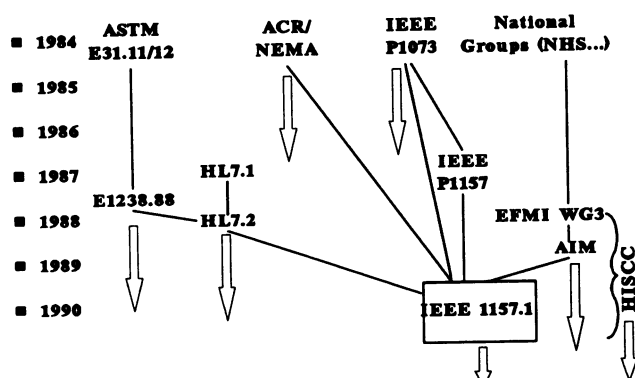 1984
ASTM
E31.11/12
ACR/
NEMA
IEEE
P1073
National
Groups (NHS...)
1985
1986
1987
HL7.1
IEEE
P1157
E1238.88
1988
HL7.2
EFMI WG3
AIM
1989
HISCC
1990
IEEE 1157.1